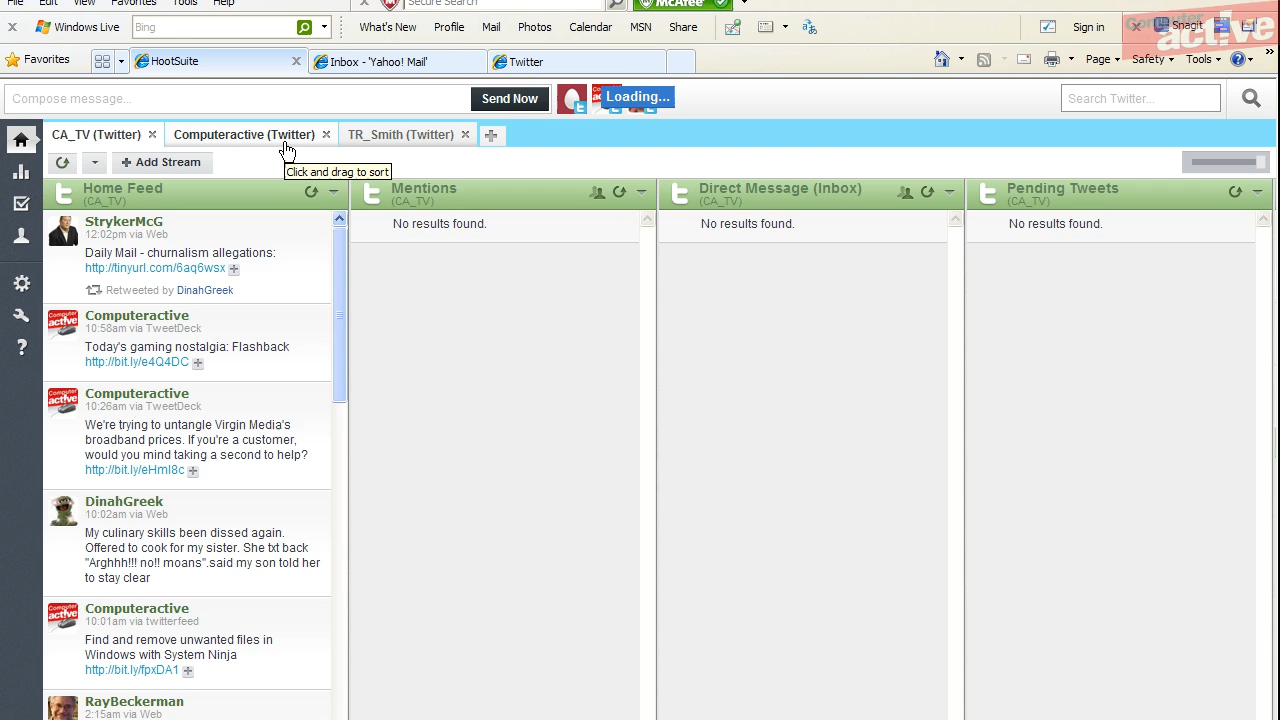 File Edit View Favorites Tools Help
Secure Search
McAfee
Windows Live
Bing
What's New Profile Mail Photos Calendar MSN Share
Sign in
Computer
active
Favorites
HootSuite
Inbox - 'Yahoo! Mail'
Twitter
Page Safety Tools
Compose message...
Send Now
Loading...
Search Twitter...
CA_TV (Twitter)
Computeractive (Twitter)
TR_Smith (Twitter)
Click and drag to sort
Add Stream
Home Feed
(CA_TV)
Mentions
(CA_TV)
Direct Message (Inbox)
(CA_TV)
Pending Tweets
(CA_TV)
StrykerMcG
12:02pm via Web
Daily Mail - churnalism allegations:
http://tinyurl.com/6aq6wsx
Retweeted by DinahGreek
No results found.
No results found.
No results found.
Computeractive
10:58am via TweetDeck
Today's gaming nostalgia: Flashback
http://bit.ly/e4Q4DC
Computeractive
10:26am via TweetDeck
We're trying to untangle Virgin Media's
broadband prices. If you're a customer,
would you mind taking a second to help?
http://bit.ly/eHmI8c
DinahGreek
10:02am via Web
My culinary skills been dissed again.
Offered to cook for my sister. She txt back
"Arghhh!!! no!! moans".said my son told her
to stay clear
Computeractive
10:01am via twitterfeed
Find and remove unwanted files in
Windows with System Ninja
http://bit.ly/fpxDA1
RayBeckerman
2:15am via Web